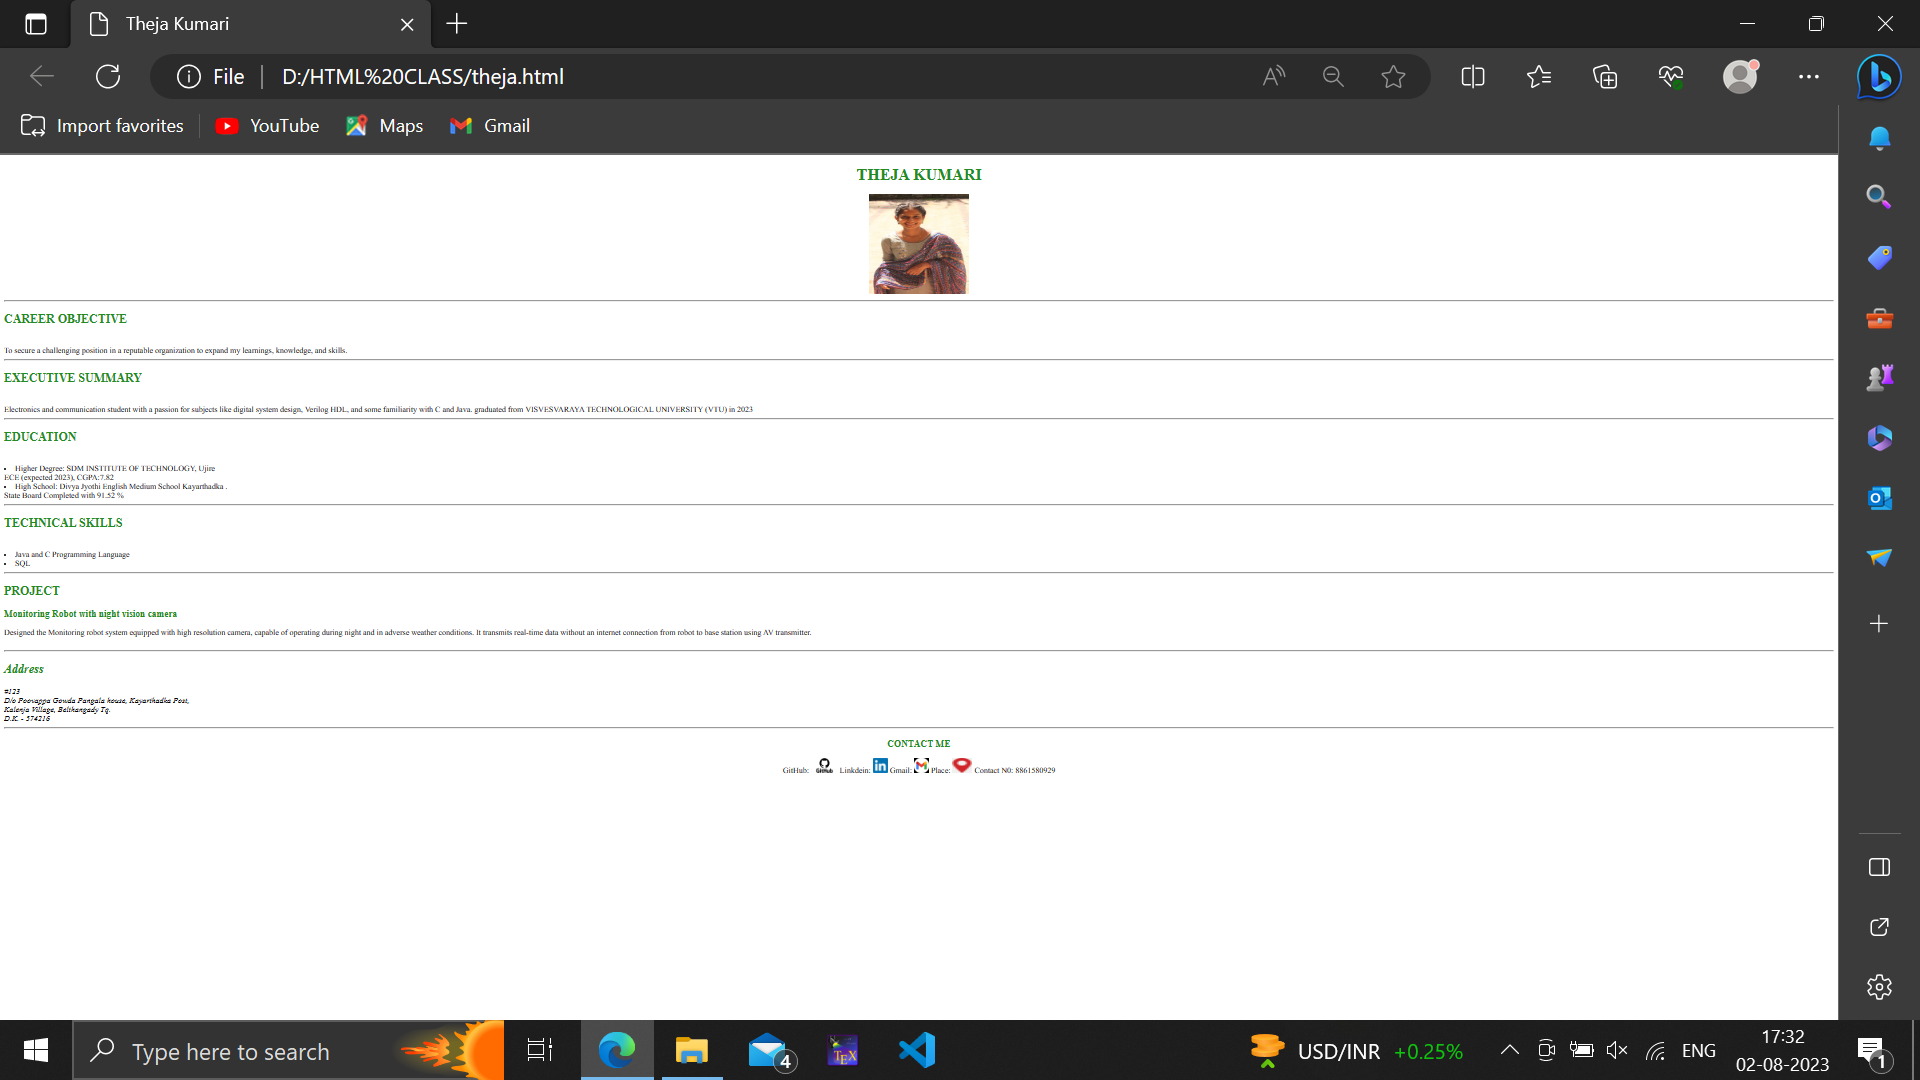 Theja Kumari
File
D:/HTML%20CLASS/theja.html
Import favorites
YouTube
Maps
Gmail
THEJA KUMARI
CAREER OBJECTIVE
To secure a challenging position in a reputable organization to expand my learnings, knowledge, and skills.
EXECUTIVE SUMMARY
Electronics and communication student with a passion for subjects like digital system design, Verilog HDL, and some familiarity with C and Java. graduated from VISVESVARAYA TECHNOLOGICAL UNIVERSITY (VTU) in 2023
EDUCATION
• Higher Degree: SDM INSTITUTE OF TECHNOLOGY, Ujire
ECE (expected 2023), CGPA:7.82
• High School: Divya Jyothi English Medium School Kayarthadka .
State Board Completed with 91.52 %
TECHNICAL SKILLS
• Java and C Programming Language
• SQL
PROJECT
Monitoring Robot with night vision camera
Designed the Monitoring robot system equipped with high resolution camera, capable of operating during night and in adverse weather conditions. It transmits real-time data without an internet connection from robot to base station using AV transmitter.
Address
#123
D/o Poovappa Gowda Pangala house, Kayarthadka Post,
Kalenja Village, Belthangady Tq.
D.K. - 574216
CONTACT ME
GitHub: GitHub Linkdein: in Gmail: Place: Contact N0: 8861580929
Type here to search
4
TEX
USD/INR +0.25%
ENG
17:32
02-08-2023
1